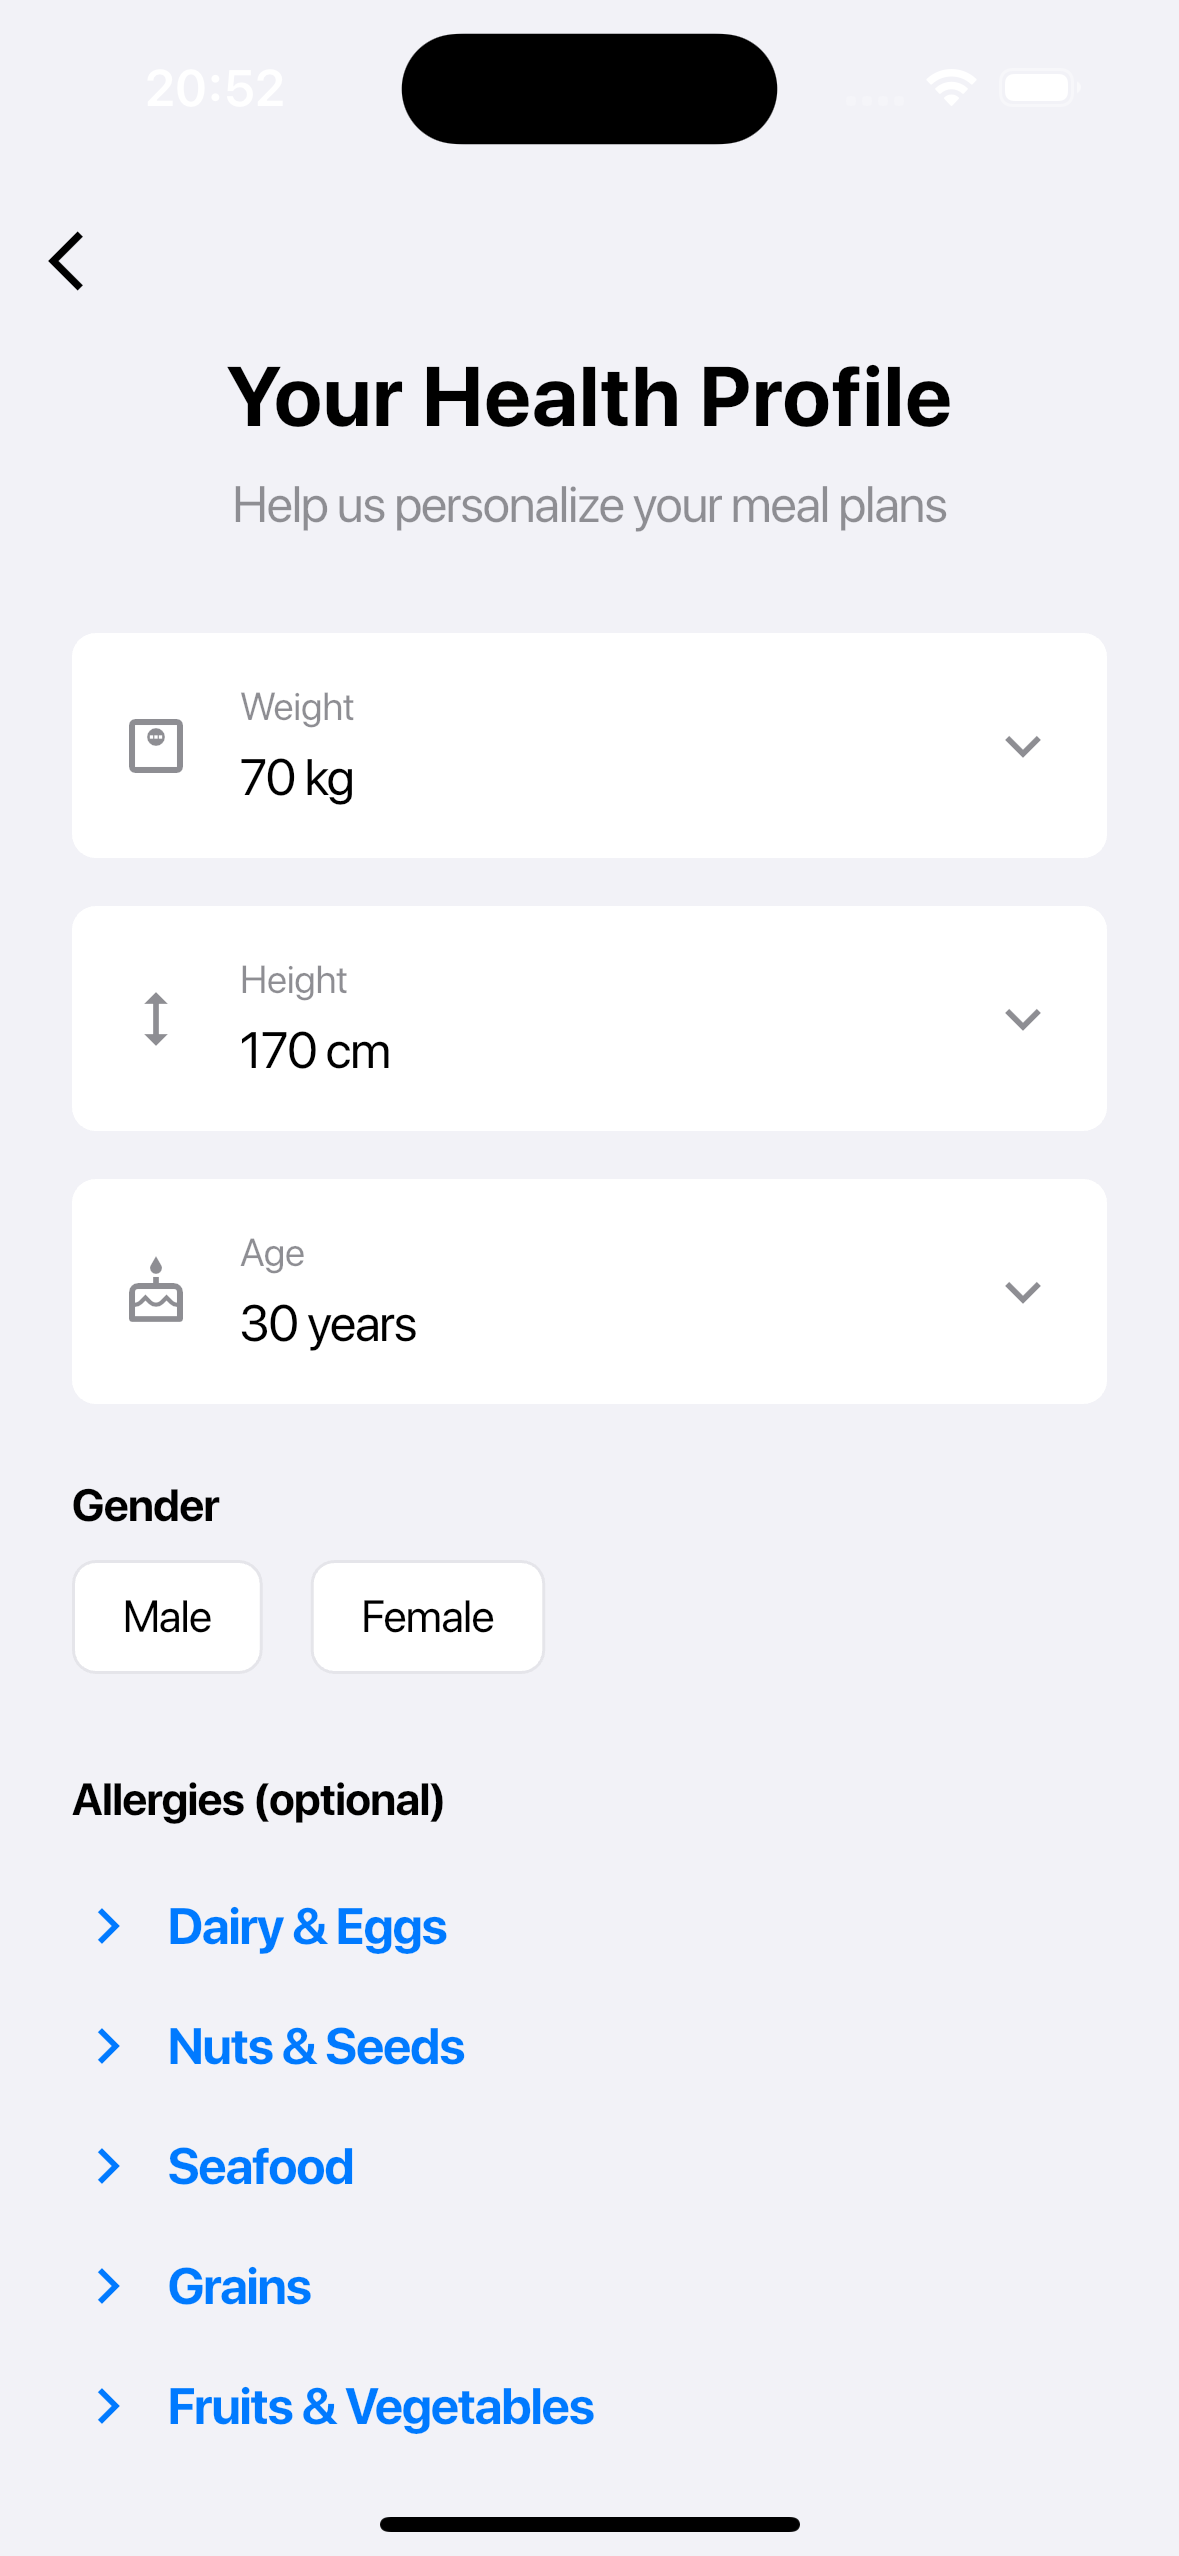 20:52
Your Health Profile
Help us personalize your meal plans
Weight
70 kg
Height
170 cm
Age
30 years
Gender
Male
Female
Allergies (optional)
Dairy & Eggs
Nuts & Seeds
Seafood
Grains
Fruits & Vegetables